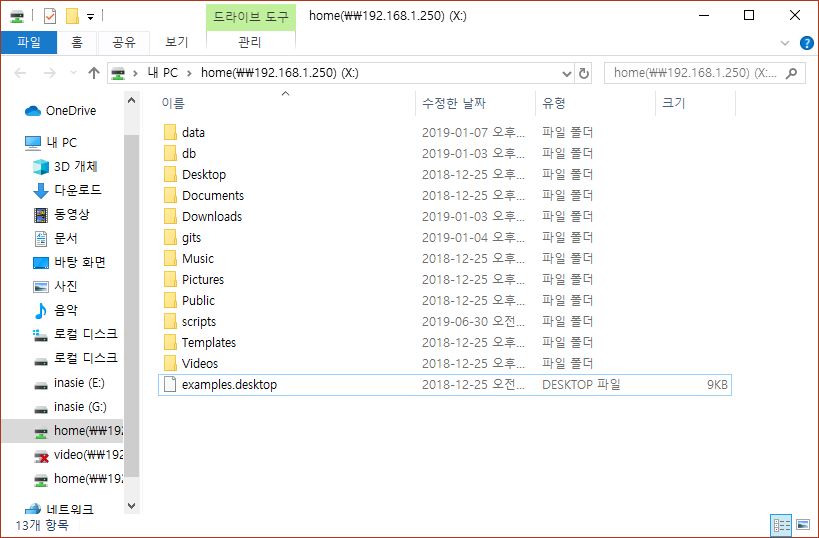 드라이브 도구 home(₩₩192.168.1.250) (X:)
파일 홈 공유 보기 관리
내 PC home(₩₩192.168.1.250) (X:) home(₩₩192.168.1.250) (X:...
이름 수정한 날짜 유형 크기
OneDrive
내 PC
3D 개체
다운로드
동영상
문서
바탕 화면
사진
음악
로컬 디스크
로컬 디스크
inasie (E:)
inasie (G:)
home(₩₩192
video(₩₩192
home(₩₩192
네트워크
data 2019-01-07 오후... 파일 폴더
db 2019-01-03 오후... 파일 폴더
Desktop 2018-12-25 오후... 파일 폴더
Documents 2018-12-25 오후... 파일 폴더
Downloads 2019-01-03 오후... 파일 폴더
gits 2019-01-04 오후... 파일 폴더
Music 2018-12-25 오후... 파일 폴더
Pictures 2018-12-25 오후... 파일 폴더
Public 2018-12-25 오후... 파일 폴더
scripts 2019-06-30 오전... 파일 폴더
Templates 2018-12-25 오후... 파일 폴더
Videos 2018-12-25 오후... 파일 폴더
examples.desktop 2018-12-25 오전... DESKTOP 파일 9KB
13개 항목